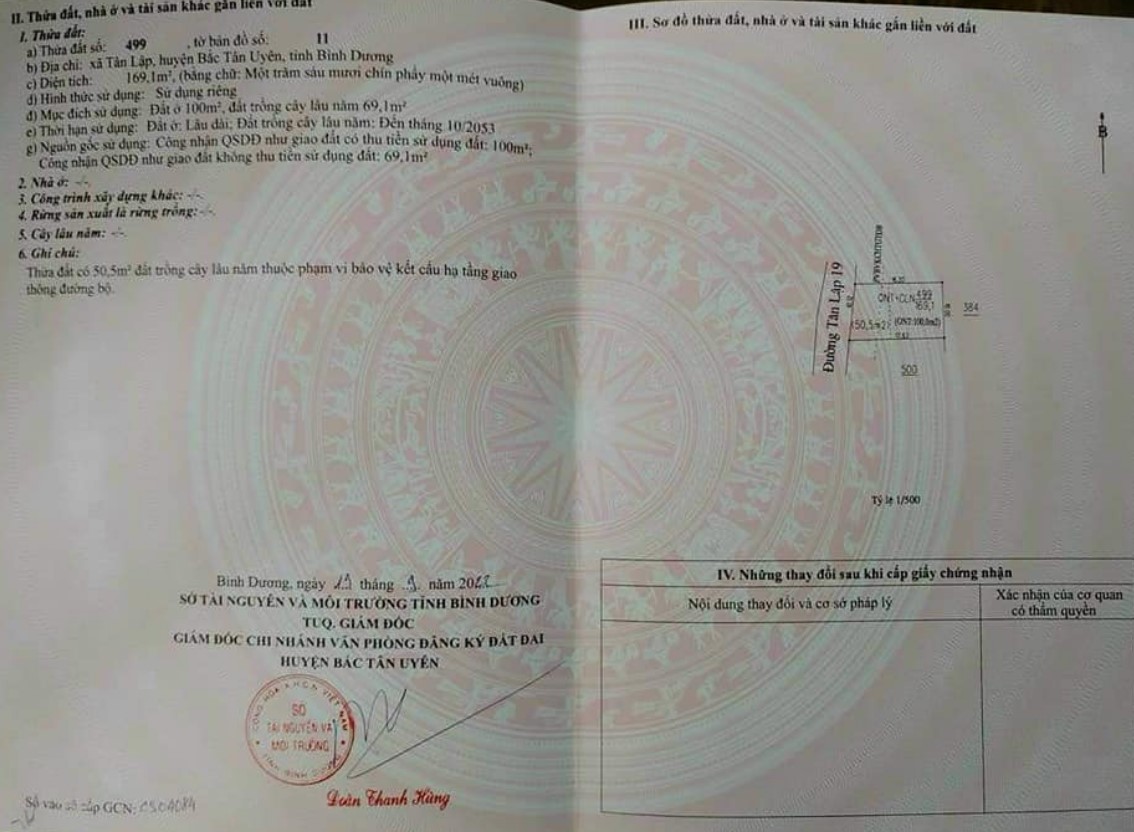 II. Thửa đất, nhà ở và tài sản khác gắn liền với đất
1. Thửa đất:
a) Thửa đất số: 499 , tờ bản đồ số: 11
b) Địa chỉ: xã Tân Lập, huyện Bắc Tân Uyên, tỉnh Bình Dương
c) Diện tích: 169,1m², (bằng chữ: Một trăm sáu mươi chín phẩy một mét vuông)
d) Hình thức sử dụng: Sử dụng riêng
đ) Mục đích sử dụng: Đất ở 100m², đất trồng cây lâu năm 69,1m²
e) Thời hạn sử dụng: Đất ở: Lâu dài; Đất trồng cây lâu năm: Đến tháng 10/2053
g) Nguồn gốc sử dụng: Công nhận QSDĐ như giao đất có thu tiền sử dụng đất: 100m²;
Công nhận QSDĐ như giao đất không thu tiền sử dụng đất: 69,1m²
2. Nhà ở: -/-.
3. Công trình xây dựng khác: -/-.
4. Rừng sản xuất là rừng trồng: -/-.
5. Cây lâu năm: -/-.
6. Ghi chú:
Thửa đất có 50,5m² đất trồng cây lâu năm thuộc phạm vi bảo vệ kết cấu hạ tầng giao
thông đường bộ.
Bình Dương, ngày tháng năm
SỞ TÀI NGUYÊN VÀ MÔI TRƯỜNG TỈNH BÌNH DƯƠNG
TUQ. GIÁM ĐỐC
GIÁM ĐỐC CHI NHÁNH VĂN PHÒNG ĐĂNG KÝ ĐẤT ĐAI
HUYỆN BẮC TÂN UYÊN
CỘNG HÒA X.H.C.N VIỆT NAM
SỞ
TÀI NGUYÊN VÀ
MÔI TRƯỜNG
TỈNH BÌNH DƯƠNG
Đoàn Thanh Hùng
Số vào sổ cấp GCN:
III. Sơ đồ thửa đất, nhà ở và tài sản khác gắn liền với đất
B
Đường Tân Lập 19
ONT+CLN 499
169,1
384
(50,5m2) (ONT:100,0m2)
500
Tỷ lệ 1/500
IV. Những thay đổi sau khi cấp giấy chứng nhận
Nội dung thay đổi và cơ sở pháp lý
Xác nhận của cơ quan
có thẩm quyền